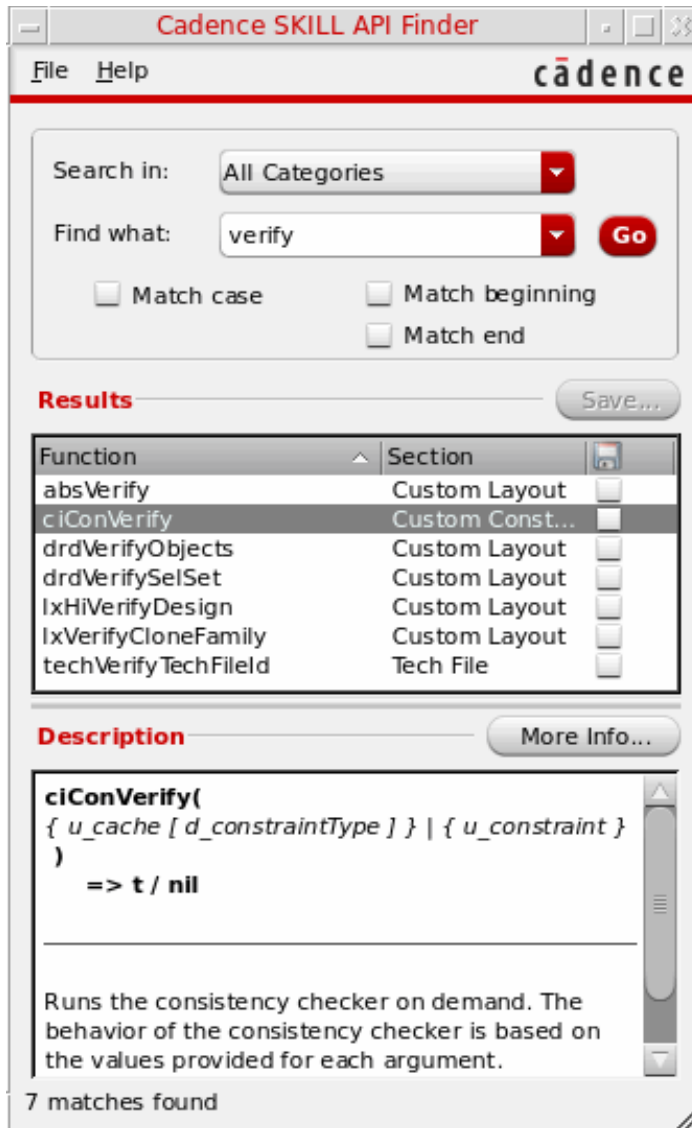 Cadence SKILL API Finder
File Help cādence
Search in: All Categories
Find what: verify Go
Match case Match beginning
Match end
Results Save...
Function Section
absVerify Custom Layout
ciConVerify Custom Const...
drdVerifyObjects Custom Layout
drdVerifySelSet Custom Layout
lxHiVerifyDesign Custom Layout
lxVerifyCloneFamily Custom Layout
techVerifyTechFileId Tech File
Description More Info...
ciConVerify(
{ u_cache [ d_constraintType ] } | { u_constraint }
)
=> t / nil
Runs the consistency checker on demand. The
behavior of the consistency checker is based on
the values provided for each argument.
7 matches found